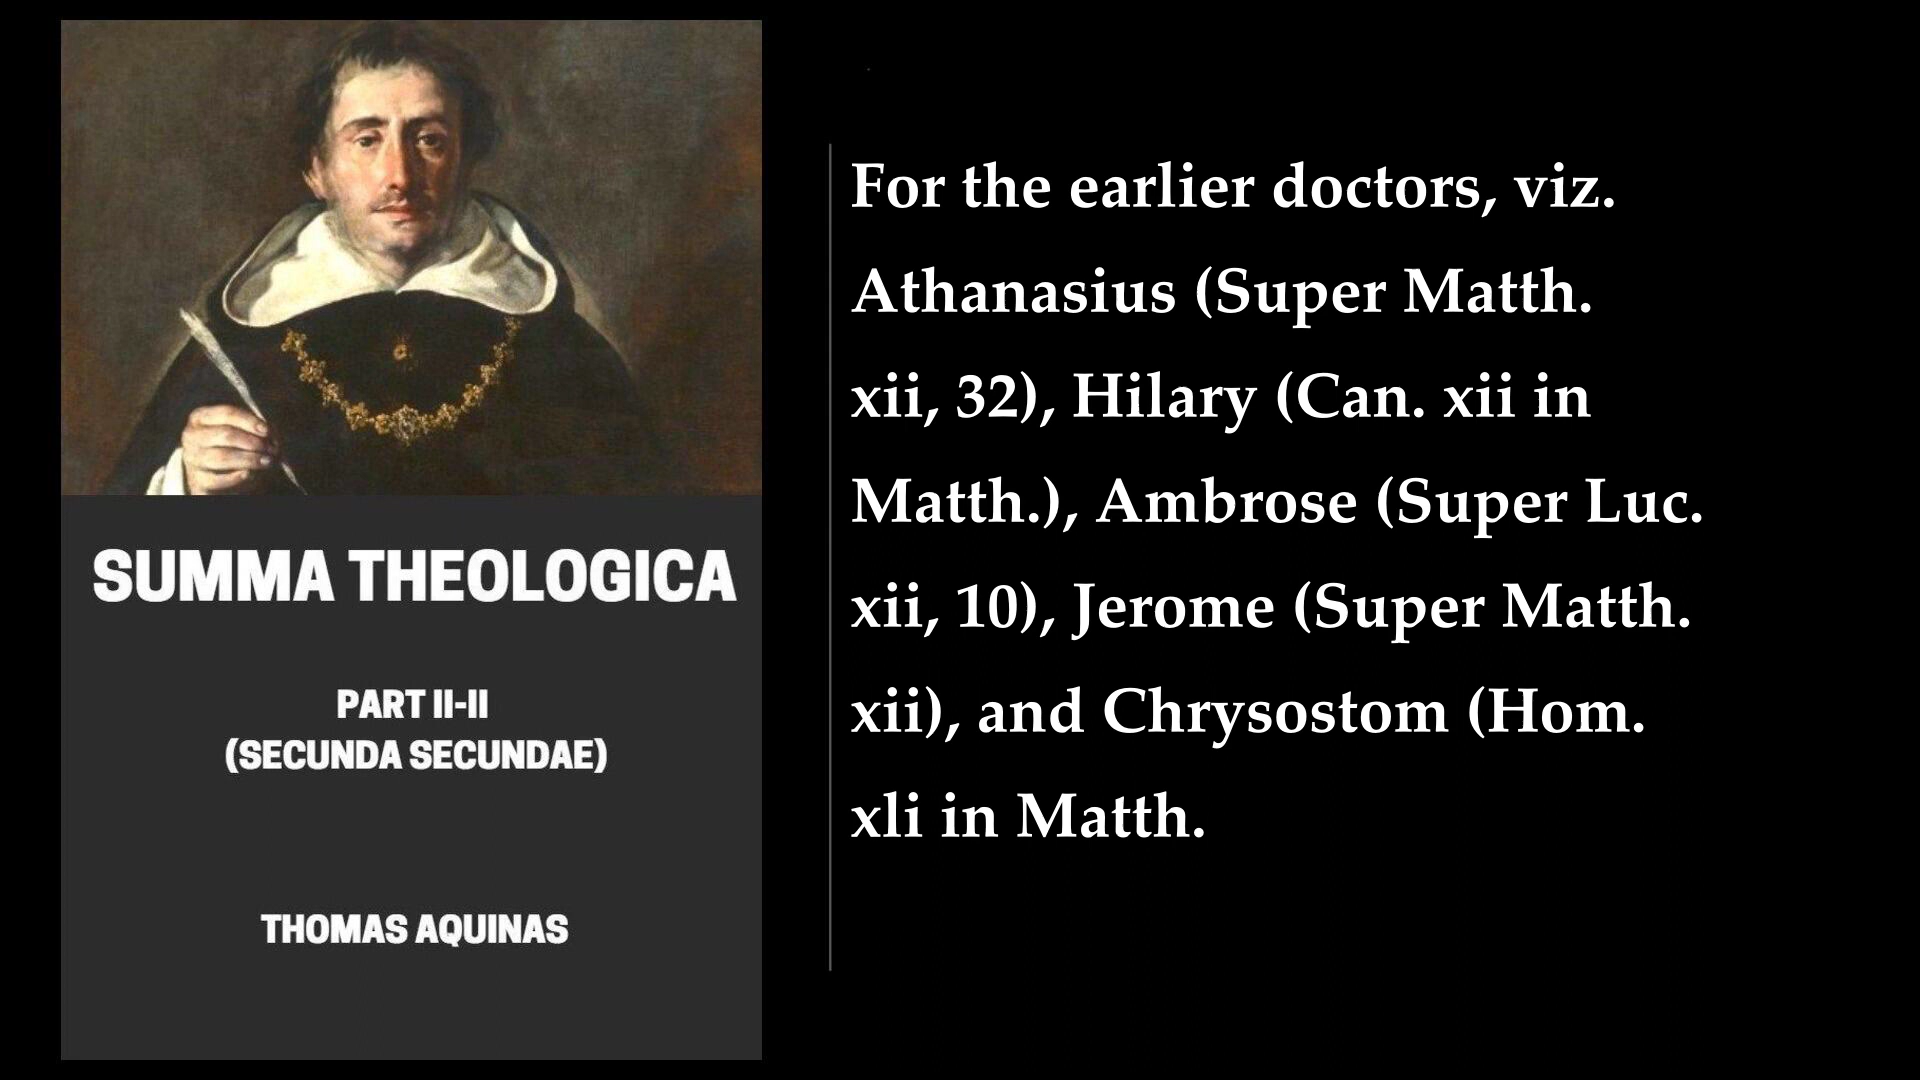 SUMMA THEOLOGICA
PART II-II
(SECUNDA SECUNDAE)
THOMAS AQUINAS
For the earlier doctors, viz.
Athanasius (Super Matth.
xii, 32), Hilary (Can. xii in
Matth.), Ambrose (Super Luc.
xii, 10), Jerome (Super Matth.
xii), and Chrysostom (Hom.
xli in Matth.